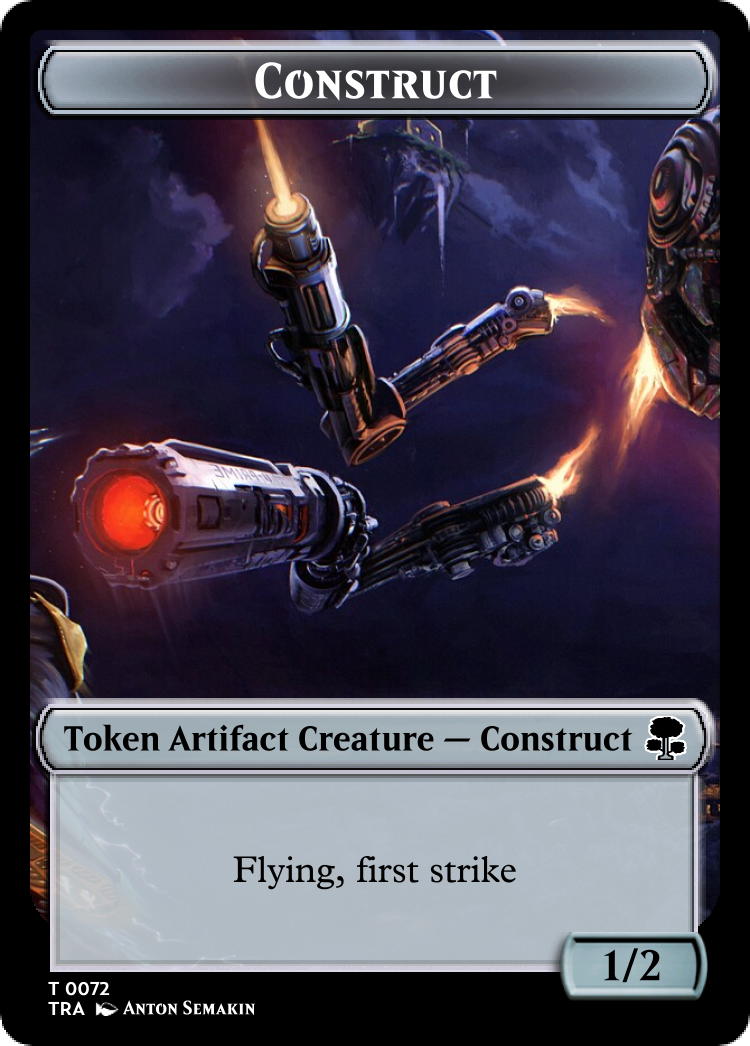 Construct
Token Artifact Creature — Construct
Flying, first strike
1/2
T 0072
TRA Anton Semakin